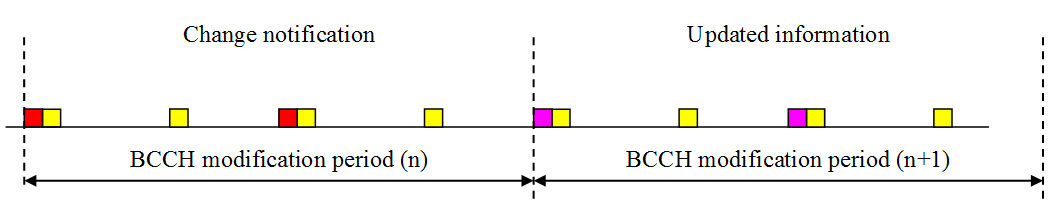 Change notification
Updated information
BCCH modification period (n)
BCCH modification period (n+1)